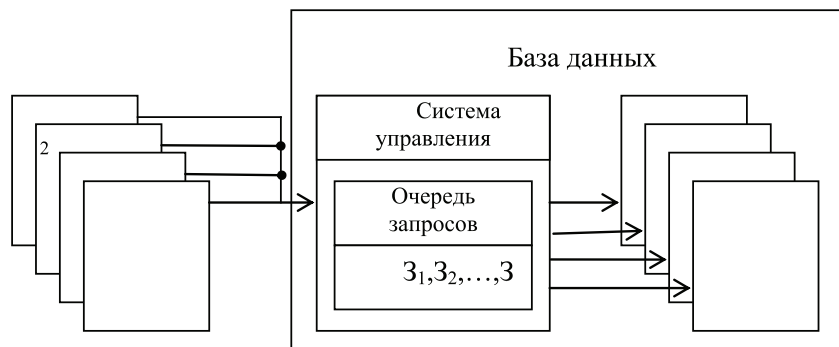 База данных
Система
управления
2
Очередь
запросов
З₁,З₂,…,З